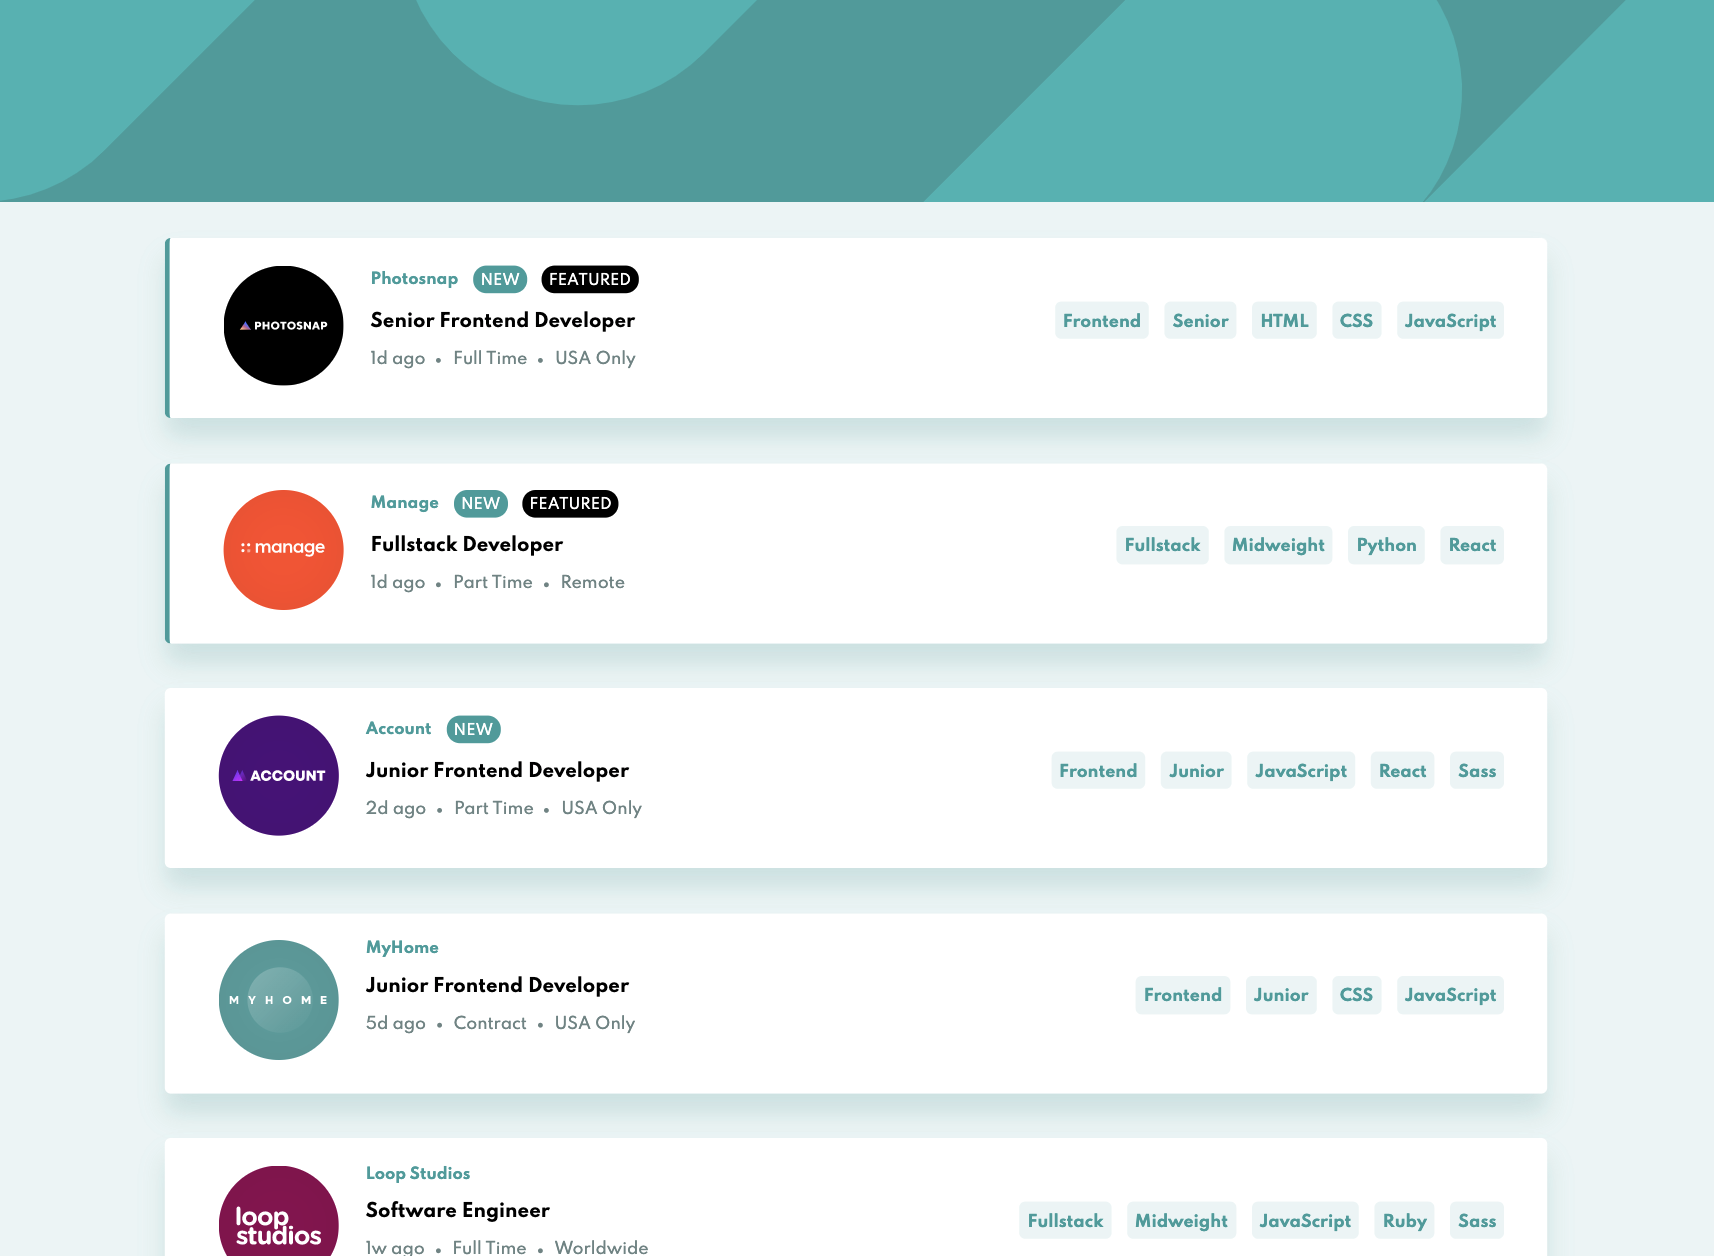 PHOTOSNAP
Photosnap NEW FEATURED
Senior Frontend Developer
1d ago • Full Time • USA Only
Frontend Senior HTML CSS JavaScript
manage
Manage NEW FEATURED
Fullstack Developer
1d ago • Part Time • Remote
Fullstack Midweight Python React
ACCOUNT
Account NEW
Junior Frontend Developer
2d ago • Part Time • USA Only
Frontend Junior JavaScript React Sass
MYHOME
MyHome
Junior Frontend Developer
5d ago • Contract • USA Only
Frontend Junior CSS JavaScript
loop
studios
Loop Studios
Software Engineer
1w ago • Full Time • Worldwide
Fullstack Midweight JavaScript Ruby Sass